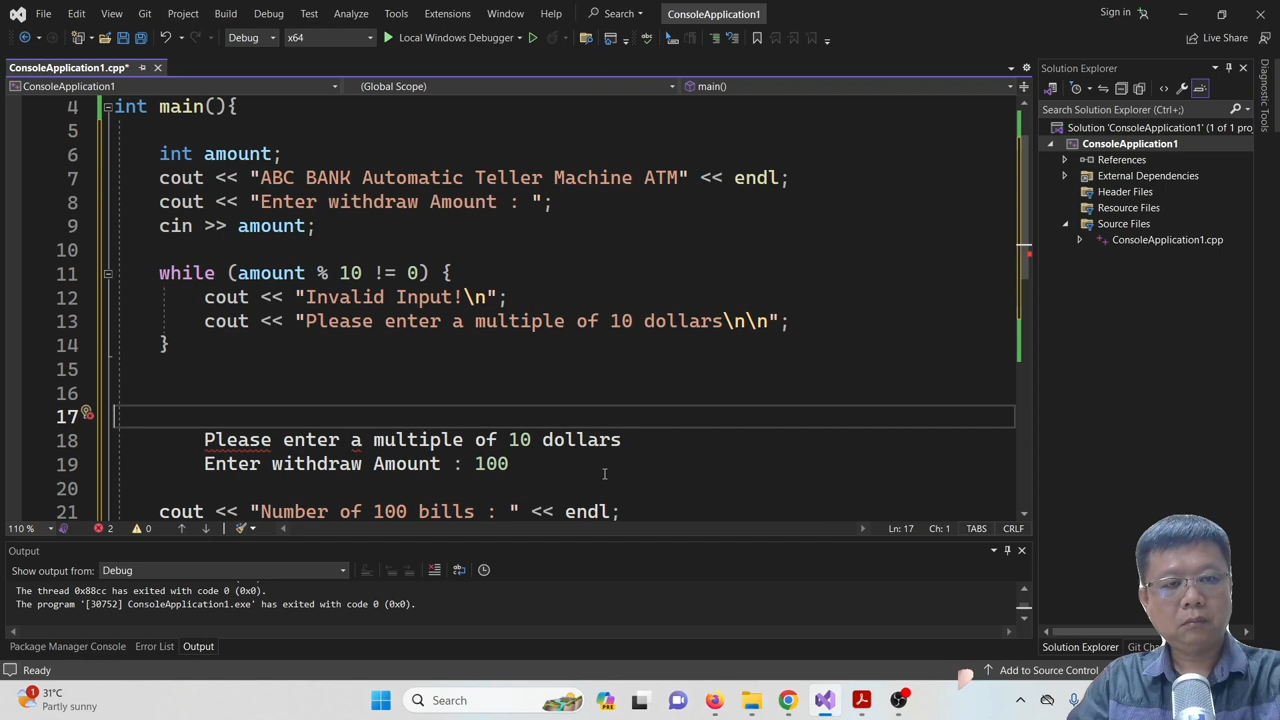 File Edit View Git Project Build Debug Test Analyze Tools Extensions Window Help Search ConsoleApplication1 Sign in
Debug x64 Local Windows Debugger Live Share
ConsoleApplication1.cpp*
ConsoleApplication1 (Global Scope) main()
4 int main(){
5
6 int amount;
7 cout << "ABC BANK Automatic Teller Machine ATM" << endl;
8 cout << "Enter withdraw Amount : ";
9 cin >> amount;
10
11 while (amount % 10 != 0) {
12 cout << "Invalid Input!\n";
13 cout << "Please enter a multiple of 10 dollars\n\n";
14 }
15
16
17
18 Please enter a multiple of 10 dollars
19 Enter withdraw Amount : 100
20
21 cout << "Number of 100 bills : " << endl;
110 % 2 0 Ln: 17 Ch: 1 TABS CRLF
Output
Show output from: Debug
The thread 0x88cc has exited with code 0 (0x0).
The program '[30752] ConsoleApplication1.exe' has exited with code 0 (0x0).
Package Manager Console Error List Output
Solution Explorer
Search Solution Explorer (Ctrl+;)
Solution 'ConsoleApplication1' (1 of 1 pro
ConsoleApplication1
References
External Dependencies
Header Files
Resource Files
Source Files
ConsoleApplication1.cpp
Solution Explorer Git Ch
Diagnostic Tools
Ready Add to Source Control
1 31°C
Partly sunny
Search
PRE